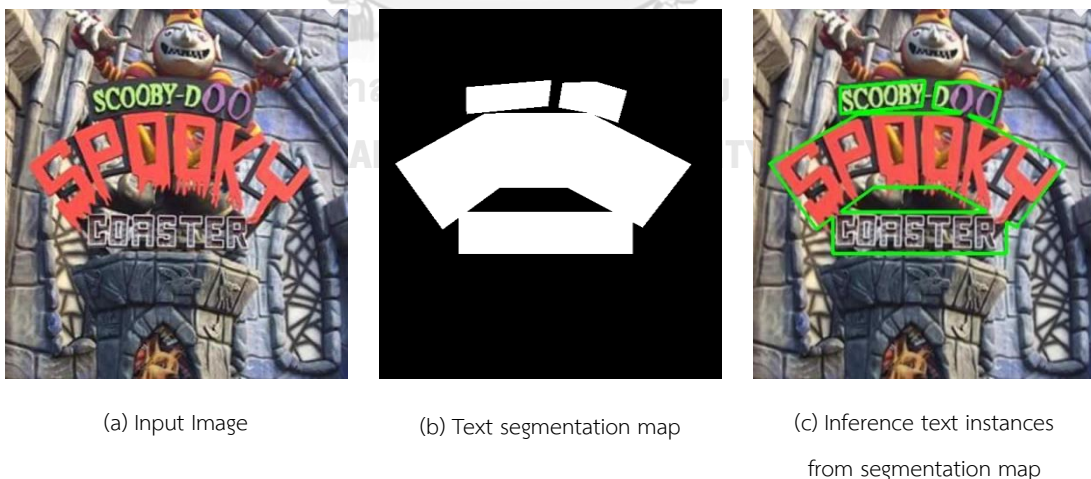 SCOOBY-DOO
SPOOKY
COASTER
SCOOBY-DOO
SPOOKY
COASTER
(a) Input Image
(b) Text segmentation map
(c) Inference text instances
from segmentation map